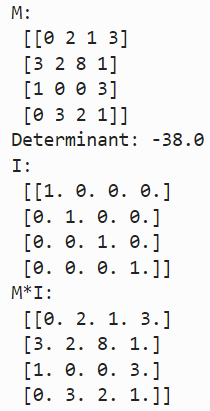 M:
[[0 2 1 3]
[3 2 8 1]
[1 0 0 3]
[0 3 2 1]]
Determinant: -38.0
I:
[[1. 0. 0. 0.]
[0. 1. 0. 0.]
[0. 0. 1. 0.]
[0. 0. 0. 1.]]
M*I:
[[0. 2. 1. 3.]
[3. 2. 8. 1.]
[1. 0. 0. 3.]
[0. 3. 2. 1.]]